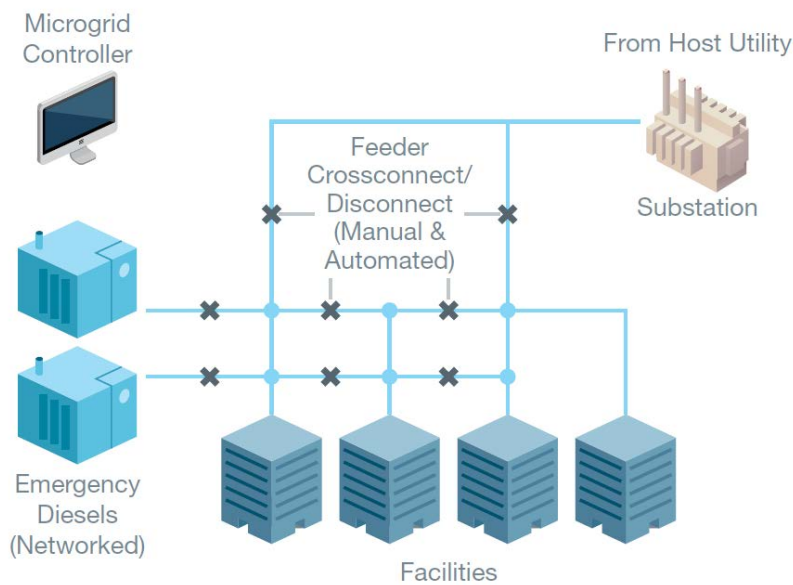 Microgrid
Controller
From Host Utility
Feeder
Crossconnect/
Disconnect
(Manual &
Automated)
Substation
Emergency
Diesels
(Networked)
Facilities